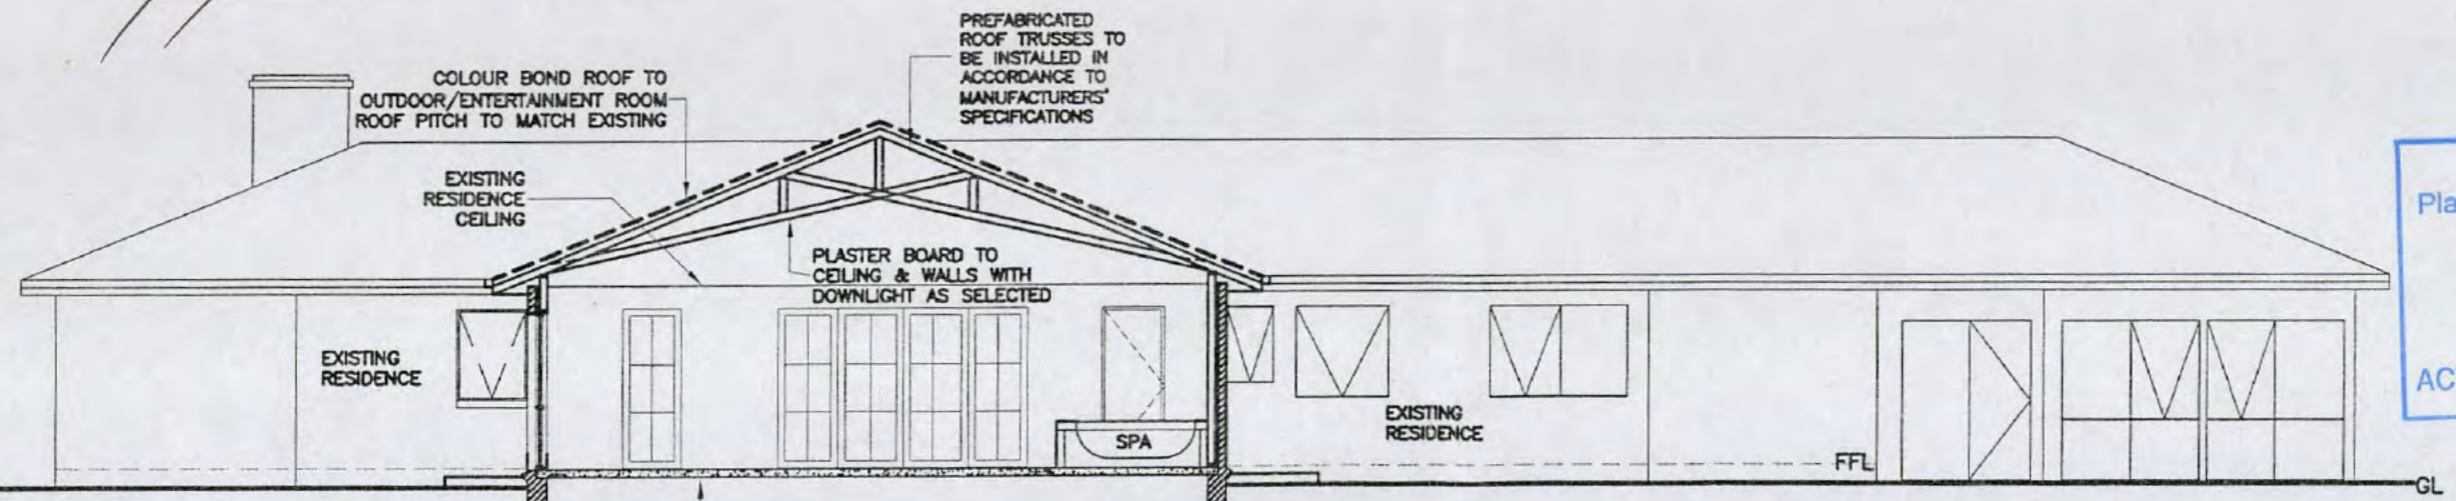 PREFABRICATED
ROOF TRUSSES TO
BE INSTALLED IN
ACCORDANCE TO
MANUFACTURERS'
SPECIFICATIONS
COLOUR BOND ROOF TO
OUTDOOR/ENTERTAINMENT ROOM
ROOF PITCH TO MATCH EXISTING
EXISTING
RESIDENCE
CEILING
PLASTER BOARD TO
CEILING & WALLS WITH
DOWNLIGHT AS SELECTED
EXISTING
RESIDENCE
SPA
EXISTING
RESIDENCE
FFL
GL
Pla
AC